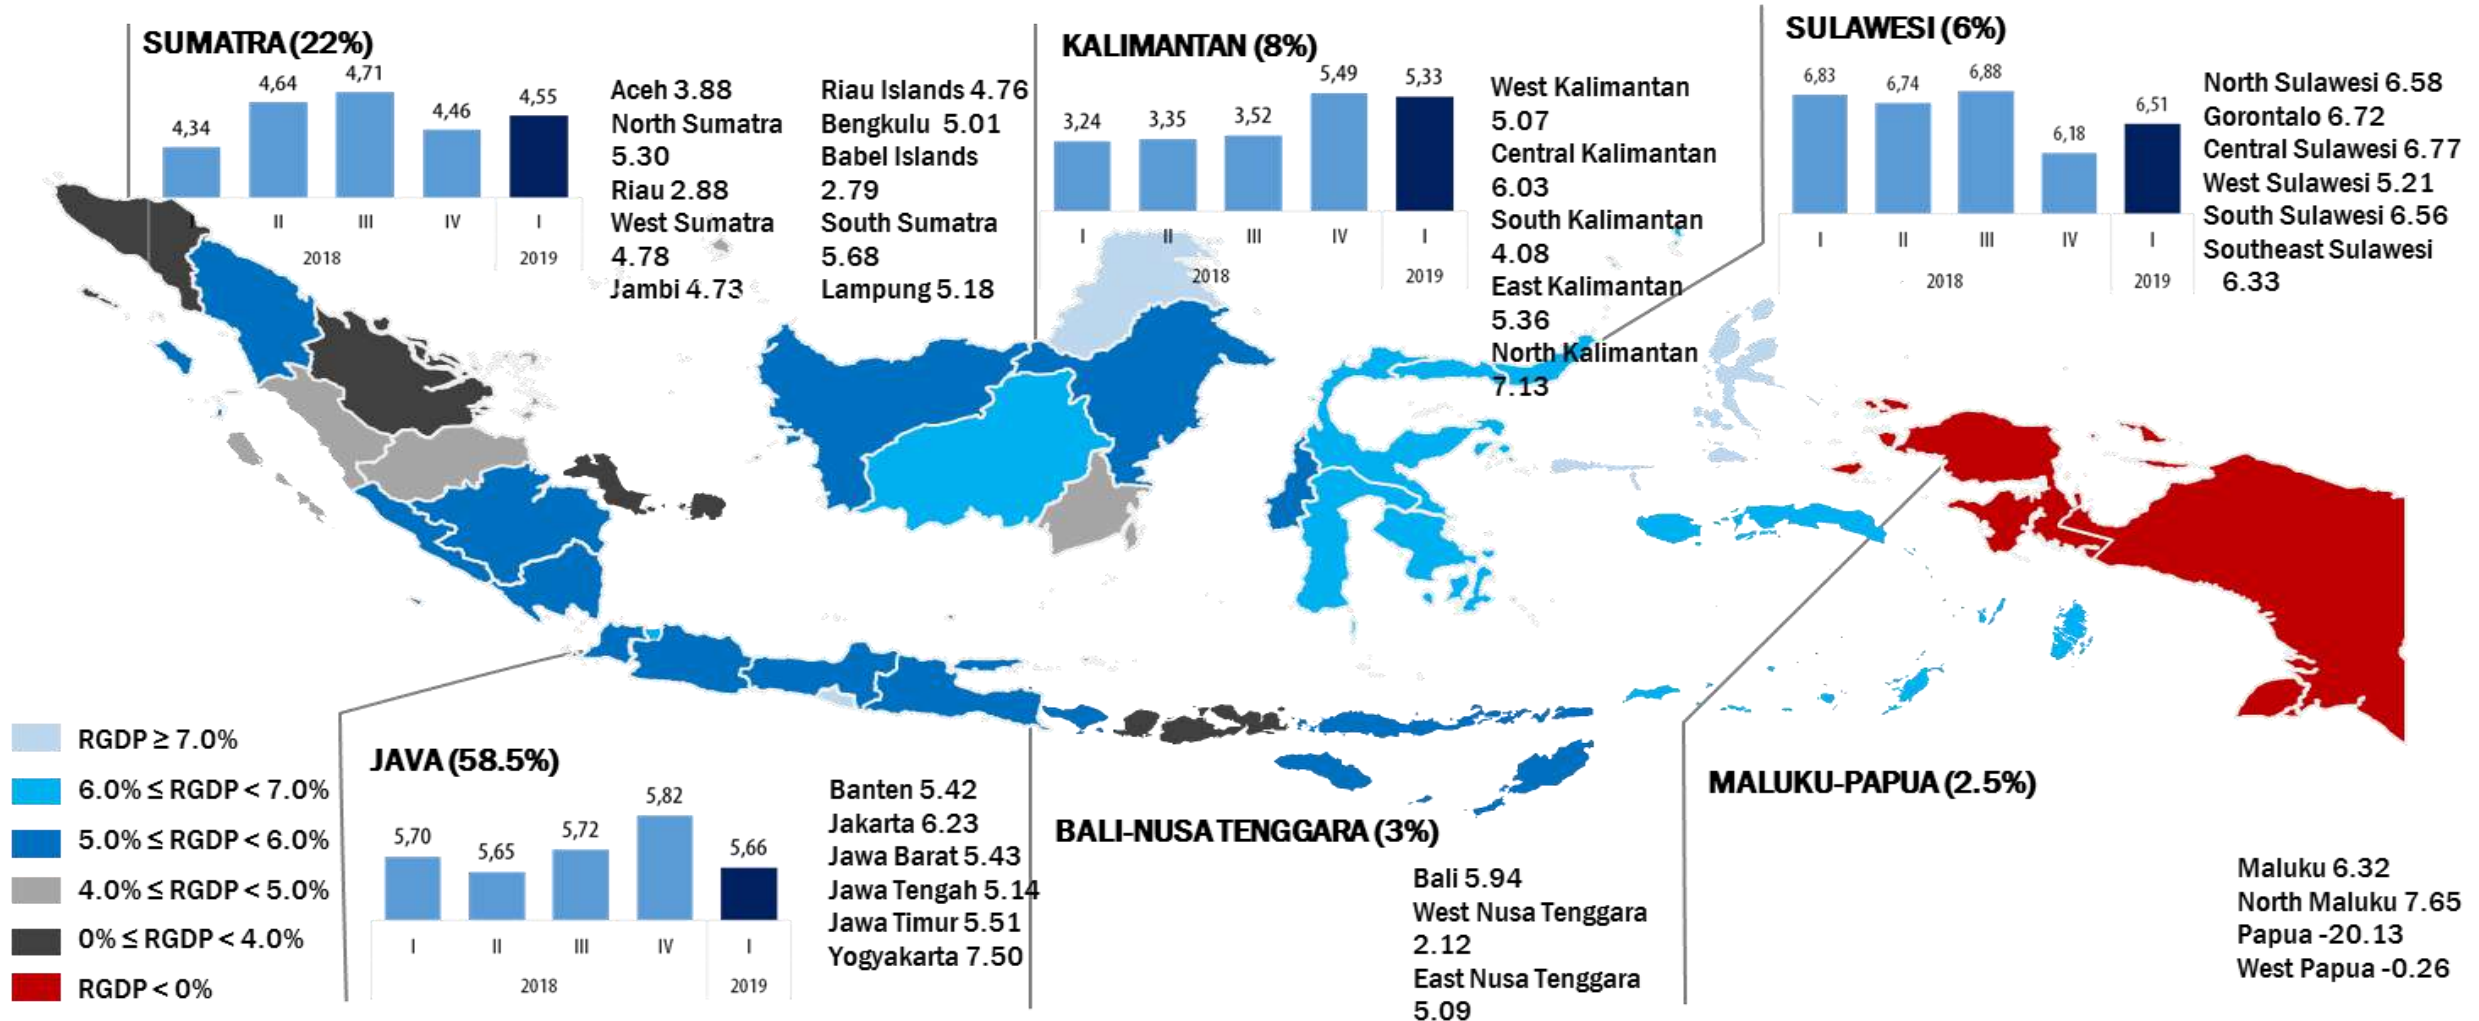 SUMATRA (22%)
4,34
4,64
4,71
4,46
4,55
I
II
III
IV
I
2018
2019
Aceh 3.88
North Sumatra
5.30
Riau 2.88
West Sumatra
4.78
Jambi 4.73
Riau Islands 4.76
Bengkulu 5.01
Babel Islands
2.79
South Sumatra
5.68
Lampung 5.18
KALIMANTAN (8%)
3,24
3,35
3,52
5,49
5,33
I
II
III
IV
I
2018
2019
West Kalimantan
5.07
Central Kalimantan
6.03
South Kalimantan
4.08
East Kalimantan
5.36
North Kalimantan
7.13
SULAWESI (6%)
6,83
6,74
6,88
6,18
6,51
I
II
III
IV
I
2018
2019
North Sulawesi 6.58
Gorontalo 6.72
Central Sulawesi 6.77
West Sulawesi 5.21
South Sulawesi 6.56
Southeast Sulawesi
6.33
RGDP ≥ 7.0%
6.0% ≤ RGDP < 7.0%
5.0% ≤ RGDP < 6.0%
4.0% ≤ RGDP < 5.0%
0% ≤ RGDP < 4.0%
RGDP < 0%
JAVA (58.5%)
5,70
5,65
5,72
5,82
5,66
I
II
III
IV
I
2018
2019
Banten 5.42
Jakarta 6.23
Jawa Barat 5.43
Jawa Tengah 5.14
Jawa Timur 5.51
Yogyakarta 7.50
BALI-NUSA TENGGARA (3%)
Bali 5.94
West Nusa Tenggara
2.12
East Nusa Tenggara
5.09
MALUKU-PAPUA (2.5%)
Maluku 6.32
North Maluku 7.65
Papua -20.13
West Papua -0.26